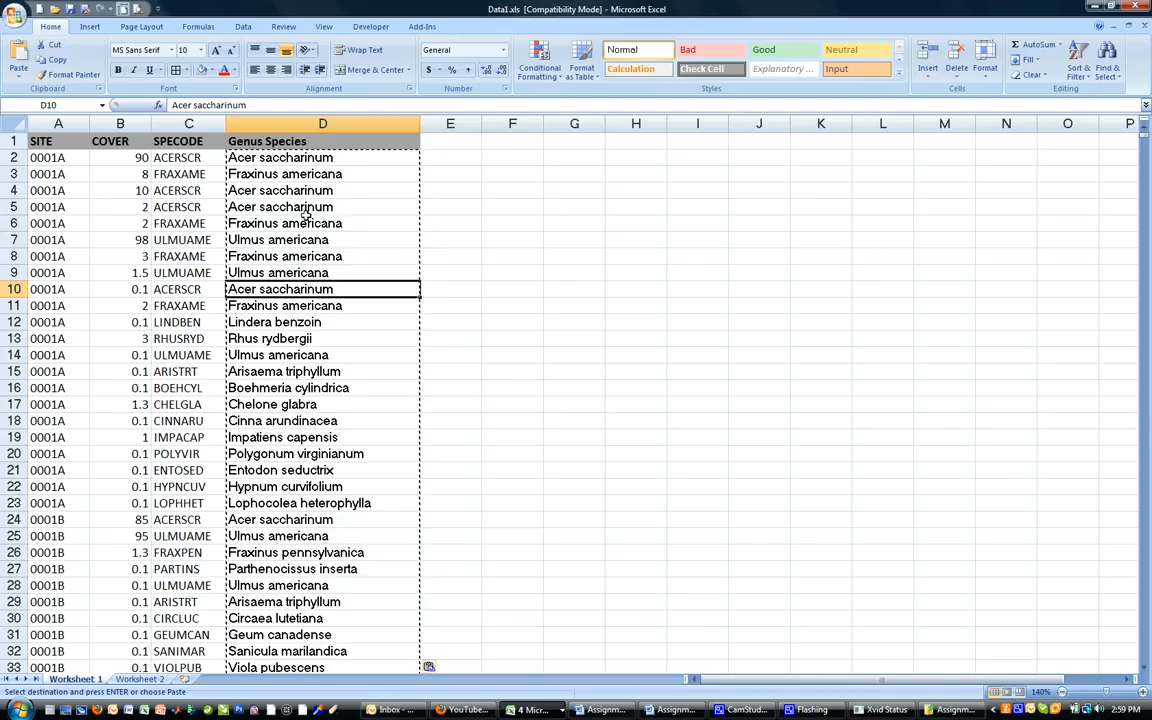 Data1.xls [Compatibility Mode] - Microsoft Excel
Home Insert Page Layout Formulas Data Review View Developer Add-Ins
Paste
Cut
Copy
Format Painter
Clipboard
MS Sans Serif 10
B I U
Font
Wrap Text
Merge & Center
Alignment
General
$ % ,
Number
Conditional Formatting
Format as Table
Normal Bad Good Neutral
Calculation Check Cell Explanatory ... Input
Styles
Insert Delete Format
Cells
AutoSum
Fill
Clear
Sort & Filter
Find & Select
Editing
D10 fx Acer saccharinum
A B C D E F G H I J K L M N O P
1 SITE COVER SPECODE Genus Species
2 0001A 90 ACERSCR Acer saccharinum
3 0001A 8 FRAXAME Fraxinus americana
4 0001A 10 ACERSCR Acer saccharinum
5 0001A 2 ACERSCR Acer saccharinum
6 0001A 2 FRAXAME Fraxinus americana
7 0001A 98 ULMUAME Ulmus americana
8 0001A 3 FRAXAME Fraxinus americana
9 0001A 1.5 ULMUAME Ulmus americana
10 0001A 0.1 ACERSCR Acer saccharinum
11 0001A 2 FRAXAME Fraxinus americana
12 0001A 0.1 LINDBEN Lindera benzoin
13 0001A 3 RHUSRYD Rhus rydbergii
14 0001A 0.1 ULMUAME Ulmus americana
15 0001A 0.1 ARISTRT Arisaema triphyllum
16 0001A 0.1 BOEHCYL Boehmeria cylindrica
17 0001A 1.3 CHELGLA Chelone glabra
18 0001A 0.1 CINNARU Cinna arundinacea
19 0001A 1 IMPACAP Impatiens capensis
20 0001A 0.1 POLYVIR Polygonum virginianum
21 0001A 0.1 ENTOSED Entodon seductrix
22 0001A 0.1 HYPNCUV Hypnum curvifolium
23 0001A 0.1 LOPHHET Lophocolea heterophylla
24 0001B 85 ACERSCR Acer saccharinum
25 0001B 95 ULMUAME Ulmus americana
26 0001B 1.3 FRAXPEN Fraxinus pennsylvanica
27 0001B 0.1 PARTINS Parthenocissus inserta
28 0001B 0.1 ULMUAME Ulmus americana
29 0001B 0.1 ARISTRT Arisaema triphyllum
30 0001B 0.1 CIRCLUC Circaea lutetiana
31 0001B 0.1 GEUMCAN Geum canadense
32 0001B 0.1 SANIMAR Sanicula marilandica
33 0001B 0.1 VIOLPUB Viola pubescens
Worksheet 1 Worksheet 2
Select destination and press ENTER or choose Paste 140%
Inbox - ... YouTube... 4 Micr... Assignm... Assignm... CamStud... Flashing Xvid Status Assignm... 2:59 PM